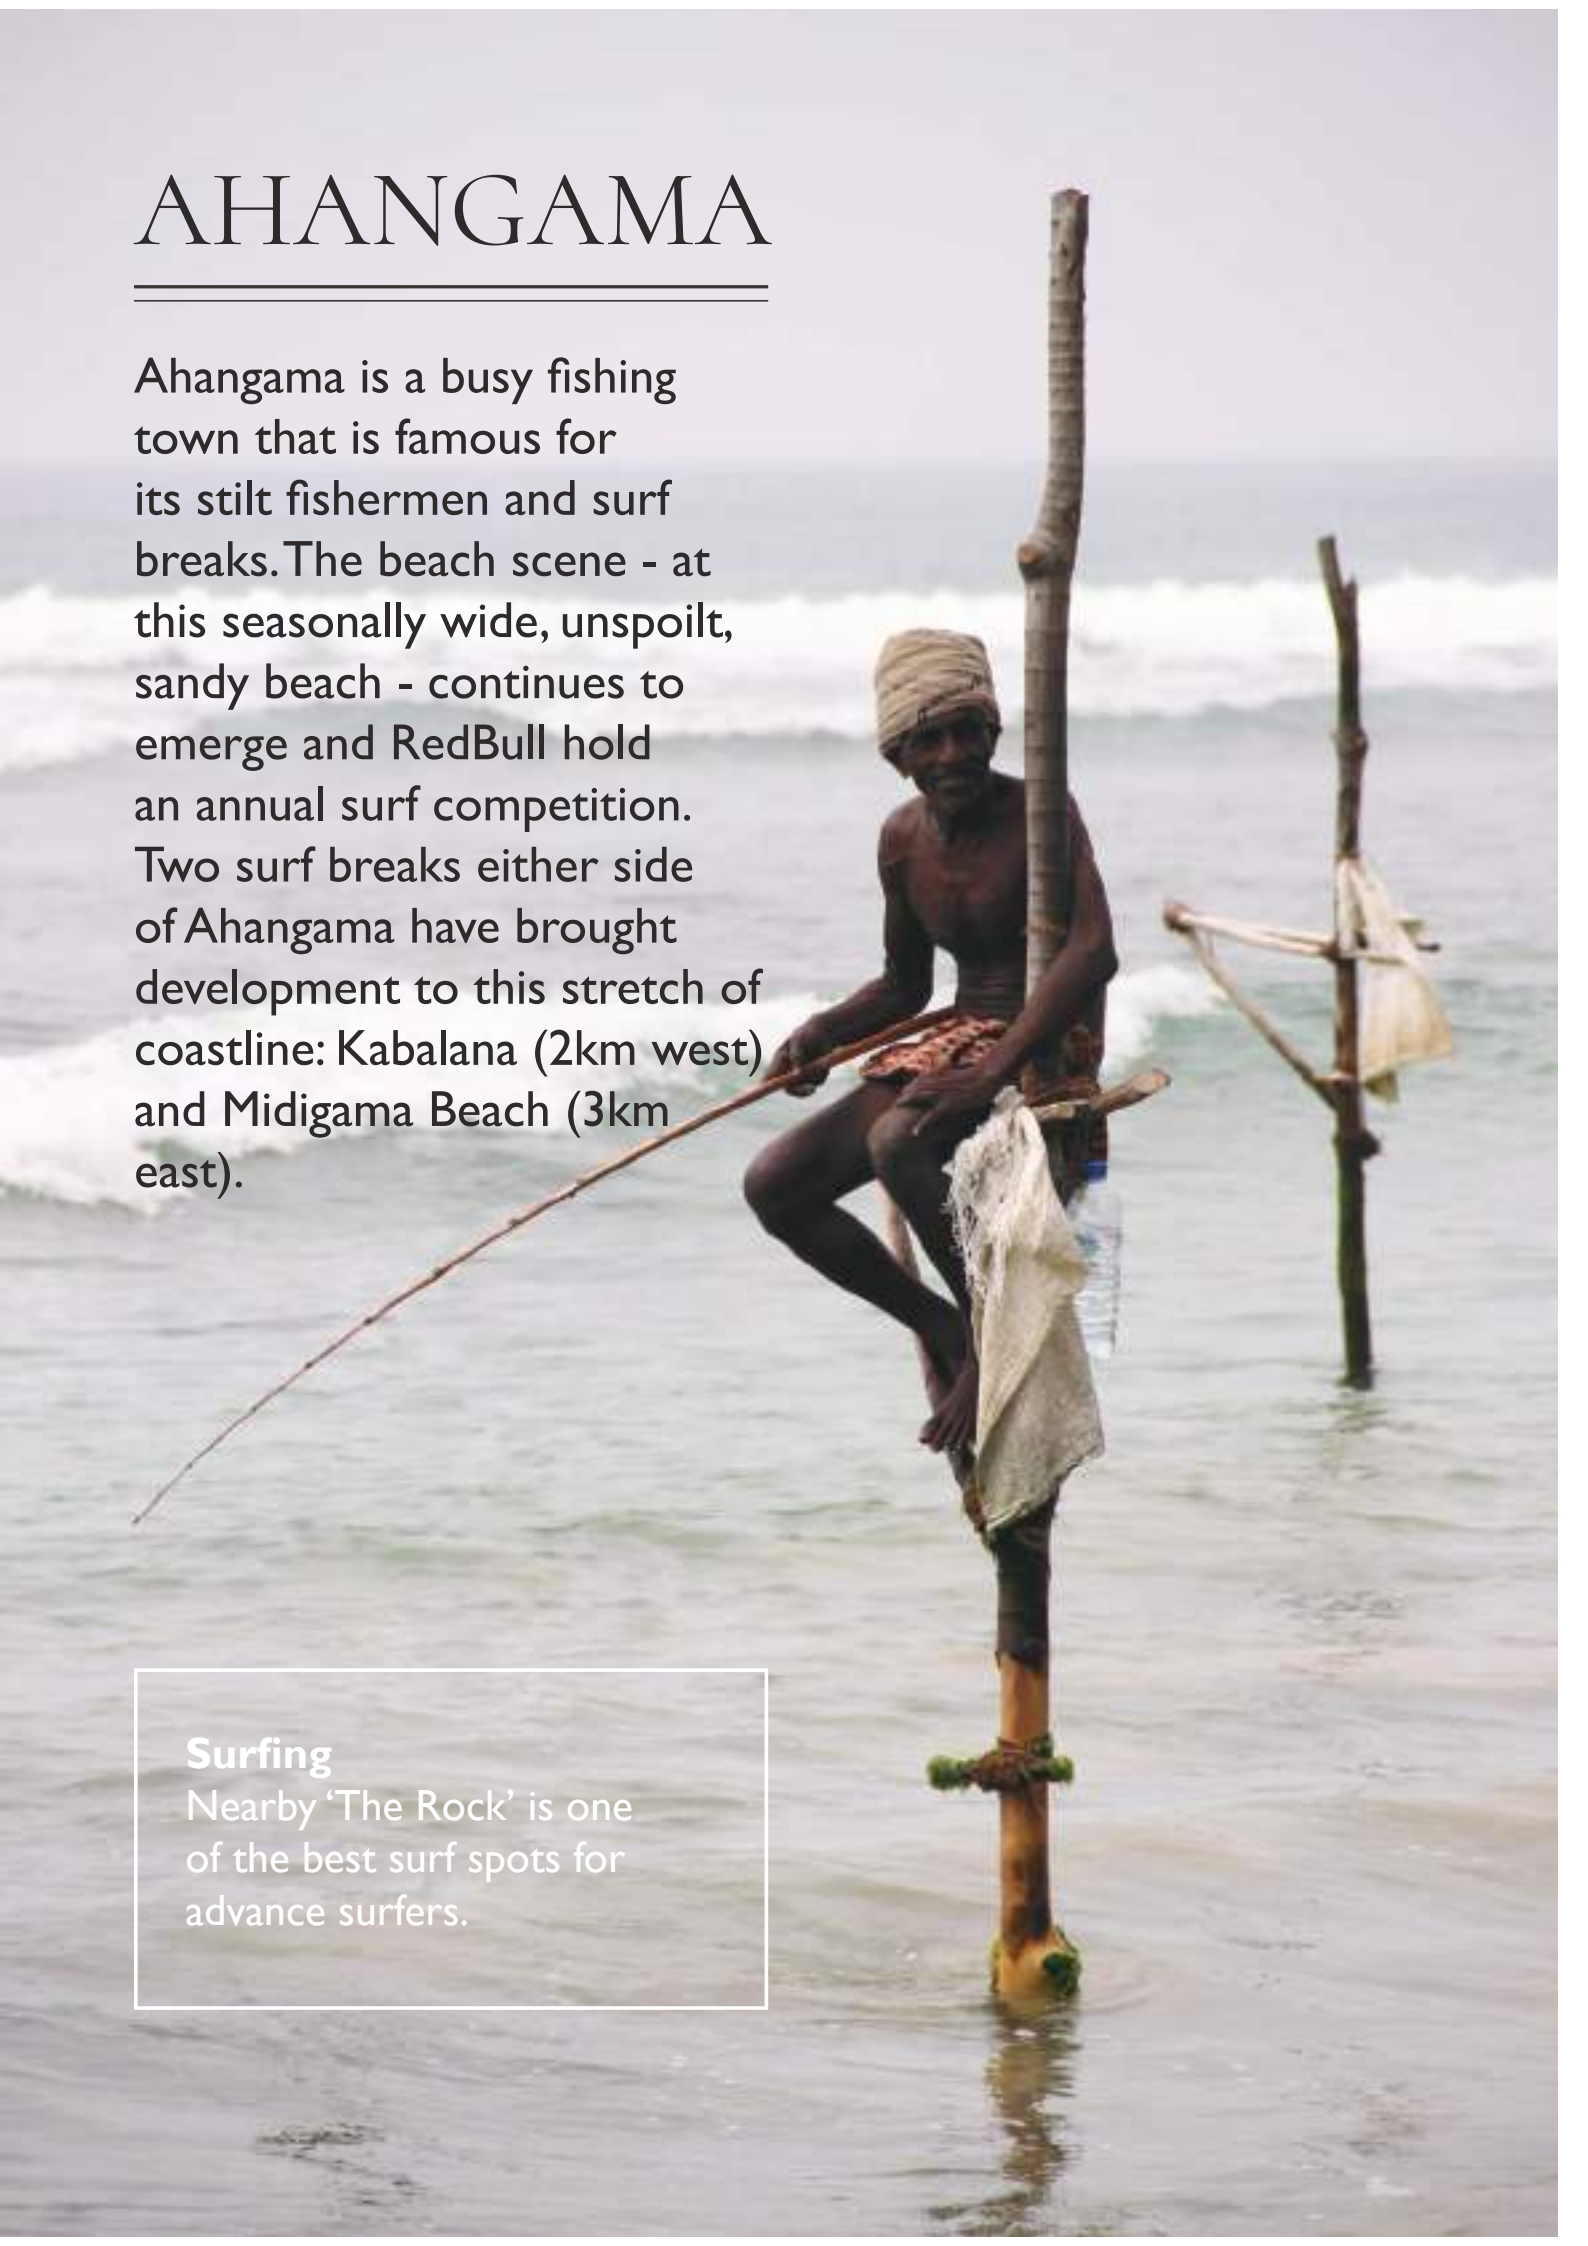 AHANGAMA
Ahangama is a busy fishing
town that is famous for
its stilt fishermen and surf
breaks. The beach scene - at
this seasonally wide, unspoilt,
sandy beach - continues to
emerge and RedBull hold
an annual surf competition.
Two surf breaks either side
of Ahangama have brought
development to this stretch of
coastline: Kabalana (2km west)
and Midigama Beach (3km
east).
Surfing
Nearby ‘The Rock’ is one
of the best surf spots for
advance surfers.